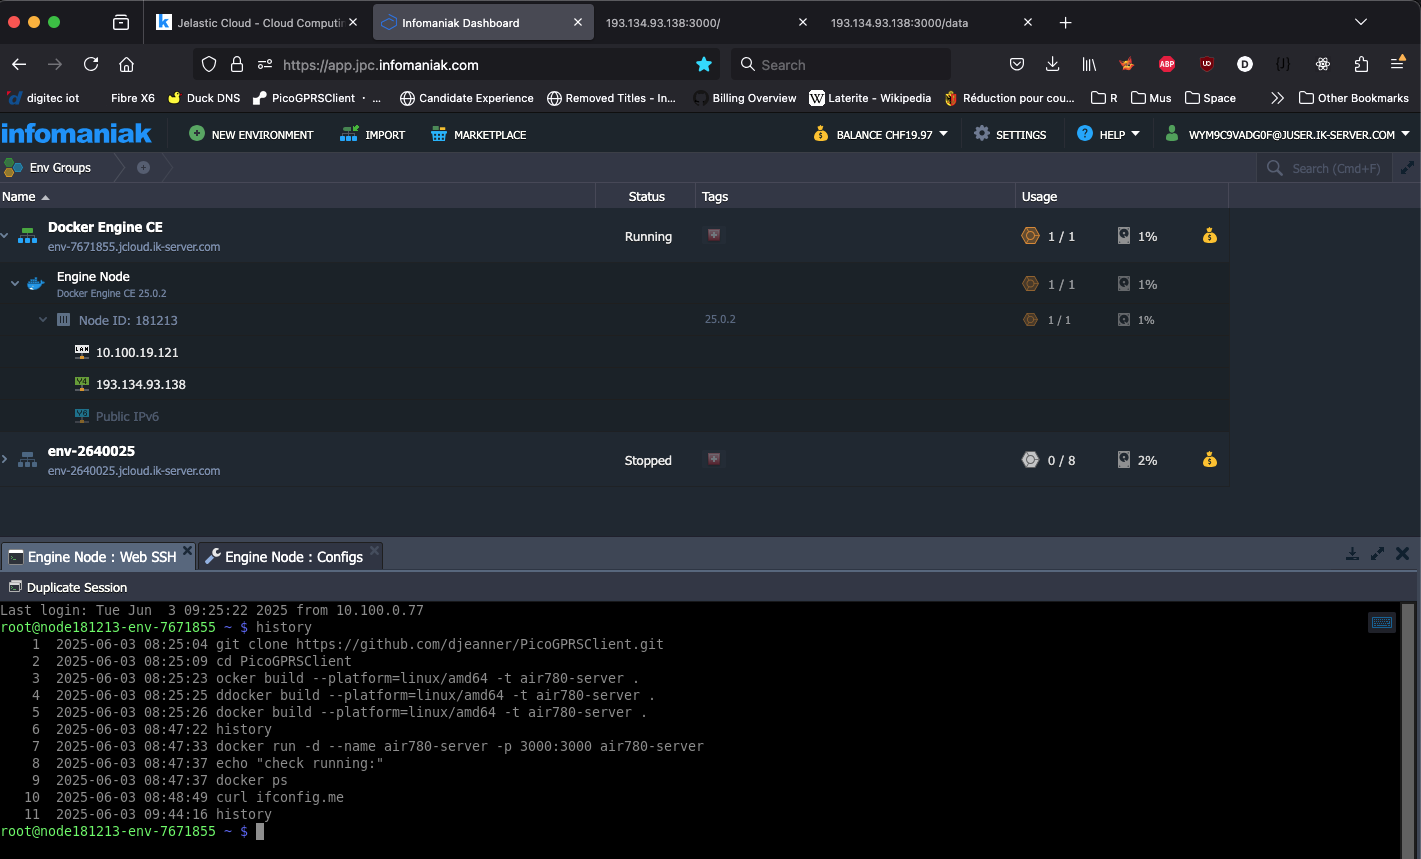 Jelastic Cloud - Cloud Computin
Infomaniak Dashboard
193.134.93.138:3000/
193.134.93.138:3000/data
https://app.jpc.infomaniak.com
Search
ABP
digitec iot
Fibre X6
Duck DNS
PicoGPRSClient · ...
Candidate Experience
Removed Titles - In...
Billing Overview
Laterite - Wikipedia
Réduction pour cou...
R
Mus
Space
Other Bookmarks
infomaniak
NEW ENVIRONMENT
IMPORT
MARKETPLACE
BALANCE CHF19.97
SETTINGS
HELP
WYM9C9VADG0F@JUSER.IK-SERVER.COM
Env Groups
Search (Cmd+F)
Name
Status
Tags
Usage
Docker Engine CE
env-7671855.jcloud.ik-server.com
Running
1 / 1
1%
Engine Node
Docker Engine CE 25.0.2
1 / 1
1%
Node ID: 181213
25.0.2
1 / 1
1%
LAN 10.100.19.121
V4 193.134.93.138
V6 Public IPv6
env-2640025
env-2640025.jcloud.ik-server.com
Stopped
0 / 8
2%
Engine Node : Web SSH
Engine Node : Configs
Duplicate Session
Last login: Tue Jun  3 09:25:22 2025 from 10.100.0.77
root@node181213-env-7671855 ~ $ history
1  2025-06-03 08:25:04 git clone https://github.com/djeanner/PicoGPRSClient.git
2  2025-06-03 08:25:09 cd PicoGPRSClient
3  2025-06-03 08:25:23 ocker build --platform=linux/amd64 -t air780-server .
4  2025-06-03 08:25:25 ddocker build --platform=linux/amd64 -t air780-server .
5  2025-06-03 08:25:26 docker build --platform=linux/amd64 -t air780-server .
6  2025-06-03 08:47:22 history
7  2025-06-03 08:47:33 docker run -d --name air780-server -p 3000:3000 air780-server
8  2025-06-03 08:47:37 echo "check running:"
9  2025-06-03 08:47:37 docker ps
10  2025-06-03 08:48:49 curl ifconfig.me
11  2025-06-03 09:44:16 history
root@node181213-env-7671855 ~ $